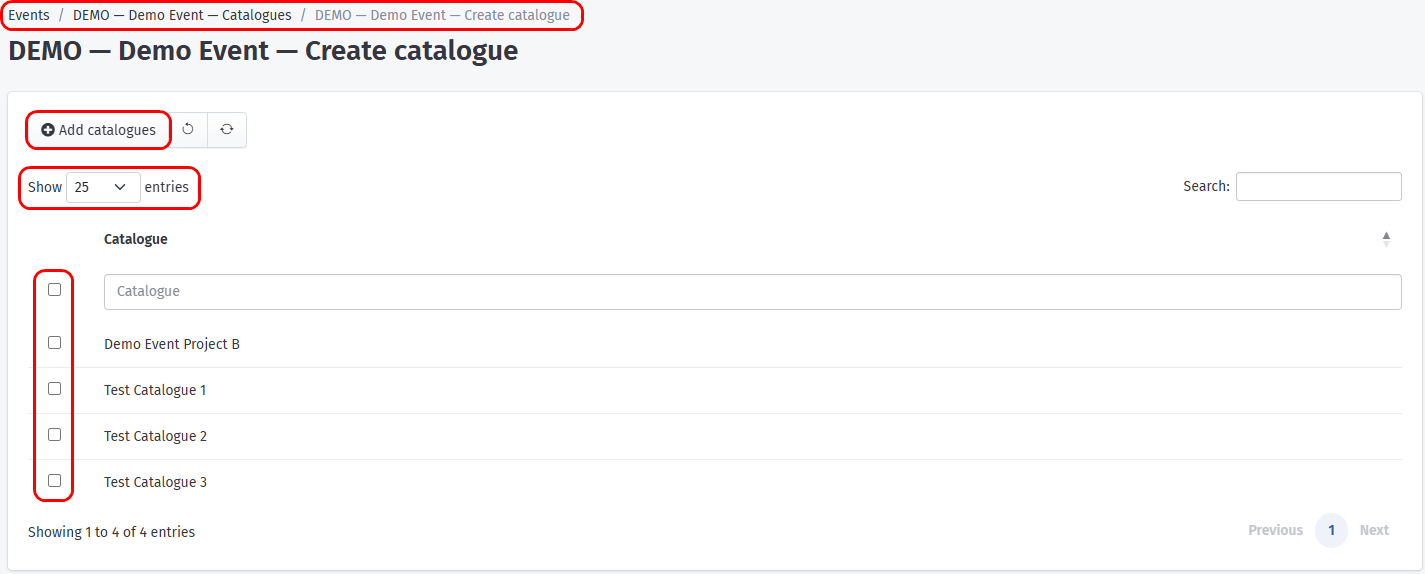 Events / DEMO — Demo Event — Catalogues / DEMO — Demo Event — Create catalogue
DEMO — Demo Event — Create catalogue
Add catalogues
Show 25 entries
Search:
Catalogue
Catalogue
Demo Event Project B
Test Catalogue 1
Test Catalogue 2
Test Catalogue 3
Showing 1 to 4 of 4 entries
Previous 1 Next